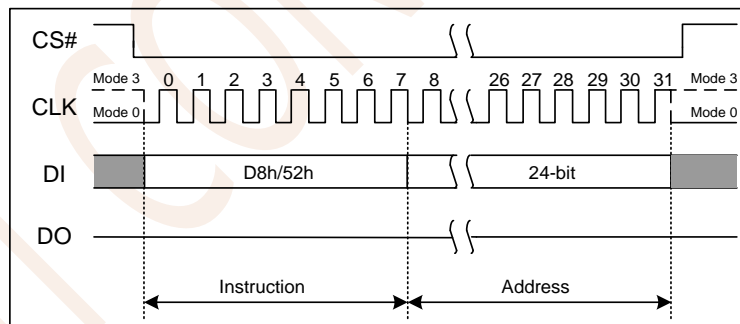 CS#
Mode 3 0 1 2 3 4 5 6 7 8 26 27 28 29 30 31 Mode 3
CLK
Mode 0 Mode 0
DI D8h/52h 24-bit
DO
Instruction Address